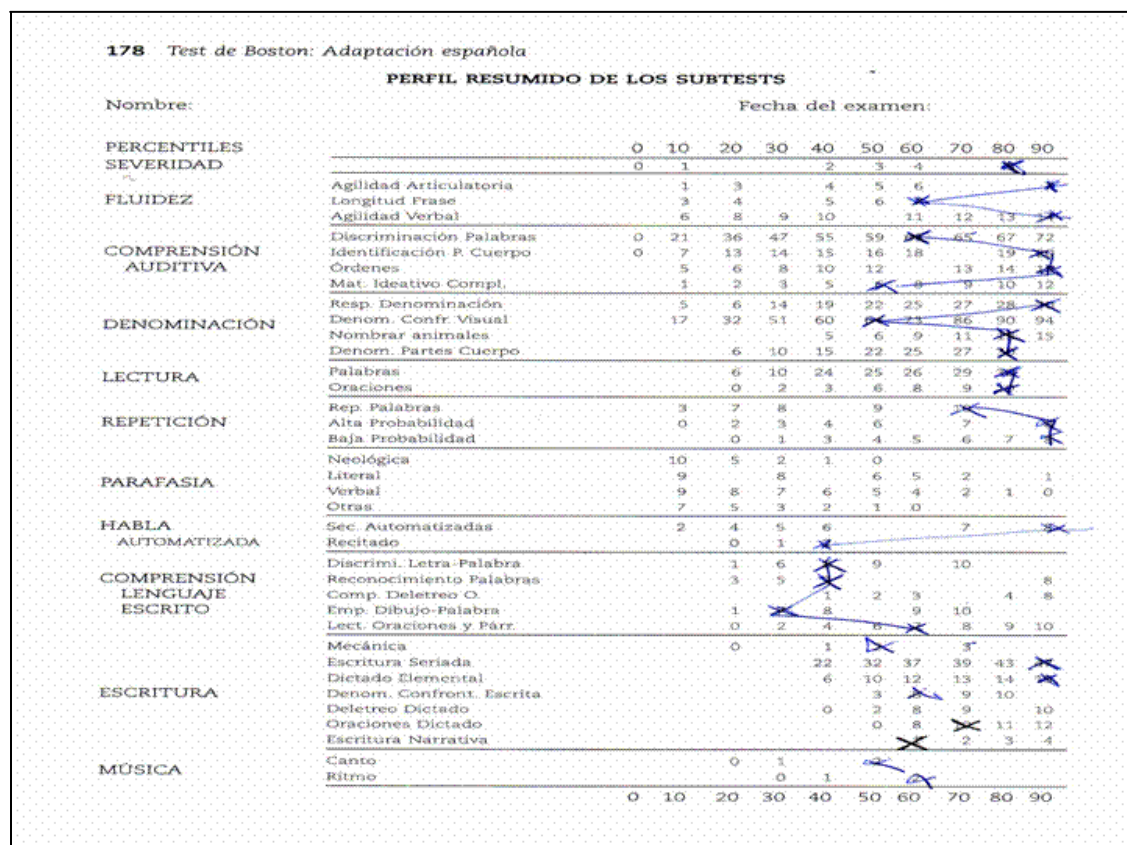 178 Test de Boston: Adaptación española
PERFIL RESUMIDO DE LOS SUBTESTS
Nombre: Fecha del examen:
PERCENTILES 0 10 20 30 40 50 60 70 80 90
SEVERIDAD 0 1 2 3 4
FLUIDEZ
Agilidad Articulatoria 1 3 4 5 6
Longitud Frase 3 4 5 6
Agilidad Verbal 6 8 9 10 11 12 13
COMPRENSIÓN AUDITIVA
Discriminación Palabras 0 21 36 47 55 59 65 67 72
Identificación P. Cuerpo 0 7 13 14 15 16 18 19
Órdenes 5 6 8 10 12 13 14
Mat. Ideativo Compl. 1 2 3 5 8 9 10 12
DENOMINACIÓN
Resp. Denominación 5 6 14 19 22 25 27 28
Denom. Confr. Visual 17 32 51 60 73 86 90 94
Nombrar animales 5 6 9 11 15
Denom. Partes Cuerpo 6 10 15 22 25 27
LECTURA
Palabras 6 10 24 25 26 29
Oraciones 0 2 3 6 8 9
REPETICIÓN
Rep. Palabras 3 7 8 9
Alta Probabilidad 0 2 3 4 6 7
Baja Probabilidad 0 1 3 4 5 6 7
PARAFASIA
Neológica 10 5 2 1 0
Literal 9 8 6 5 2 1
Verbal 9 8 7 6 5 4 2 1 0
Otras 7 5 3 2 1 0
HABLA AUTOMATIZADA
Sec. Automatizadas 2 4 5 6 7 8
Recitado 0 1
COMPRENSIÓN LENGUAJE ESCRITO
Discrimi. Letra-Palabra 1 6 9 10
Reconocimiento Palabras 3 5 8
Comp. Deletreo O. 1 2 3 4 8
Emp. Dibujo-Palabra 1 8 9 10
Lect. Oraciones y Párr. 0 2 4 6 8 9 10
ESCRITURA
Mecánica 0 1 3
Escritura Seriada 22 32 37 39 43
Dictado Elemental 6 10 12 13 14
Denom. Confront. Escrita 3 9 10
Deletreo Dictado 0 2 8 9 10
Oraciones Dictado 0 8 11 12
Escritura Narrativa 2 3 4
MÚSICA
Canto 0 1 2
Ritmo 0 1 2
0 10 20 30 40 50 60 70 80 90